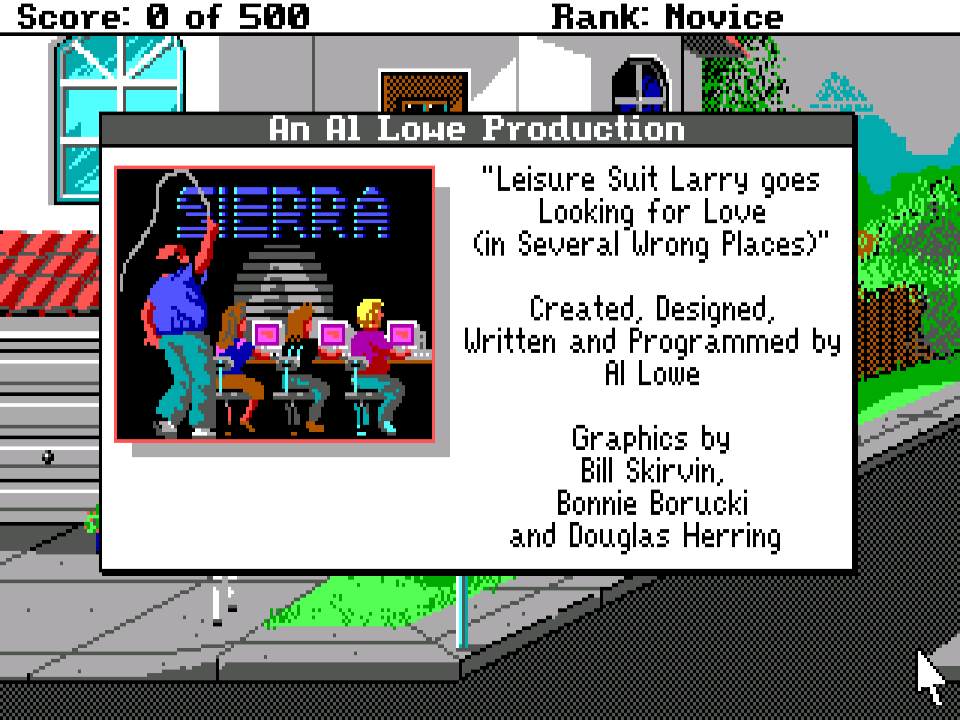 Score: 0 of 500 Rank: Novice
An Al Lowe Production
SIERRA
"Leisure Suit Larry goes
Looking for Love
(in Several Wrong Places)"
Created, Designed,
Written and Programmed by
Al Lowe
Graphics by
Bill Skirvin,
Bonnie Borucki
and Douglas Herring